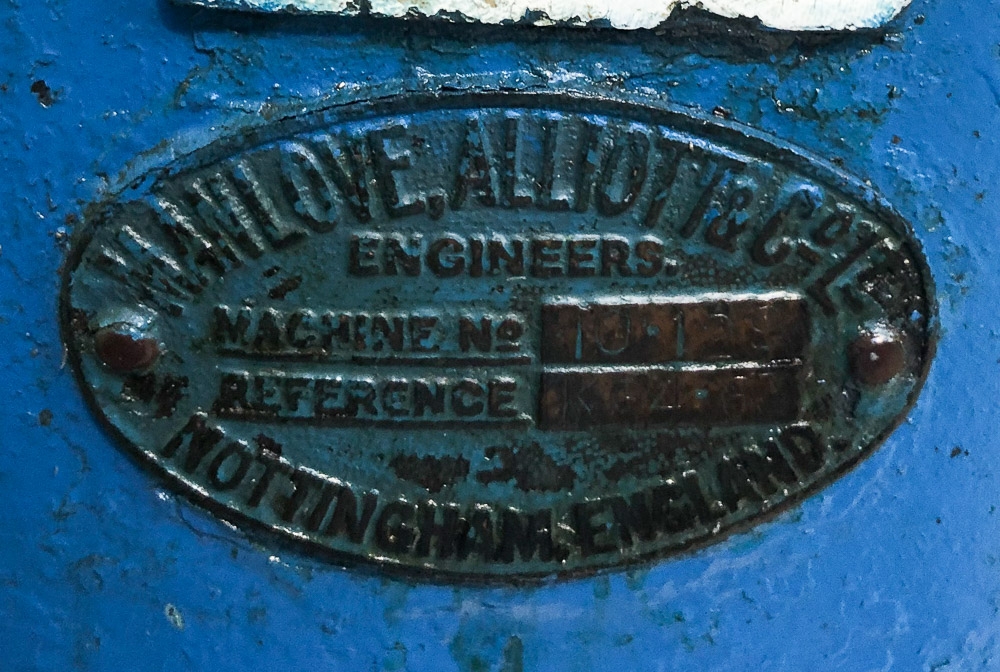 MANLOVE, ALLIOTT & Co. LTD
ENGINEERS.
MACHINE No
REFERENCE
NOTTINGHAM, ENGLAND.